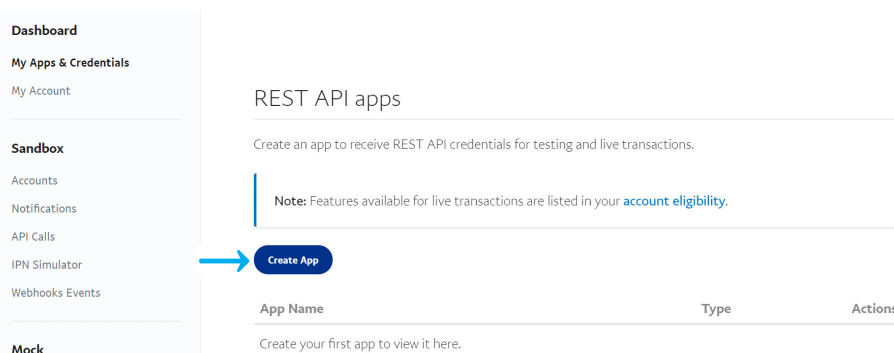 Dashboard
My Apps & Credentials
My Account
Sandbox
Accounts
Notifications
API Calls
IPN Simulator
Webhooks Events
Mock
REST API apps
Create an app to receive REST API credentials for testing and live transactions.
Note: Features available for live transactions are listed in your account eligibility.
Create App
App Name Type Actions
Create your first app to view it here.